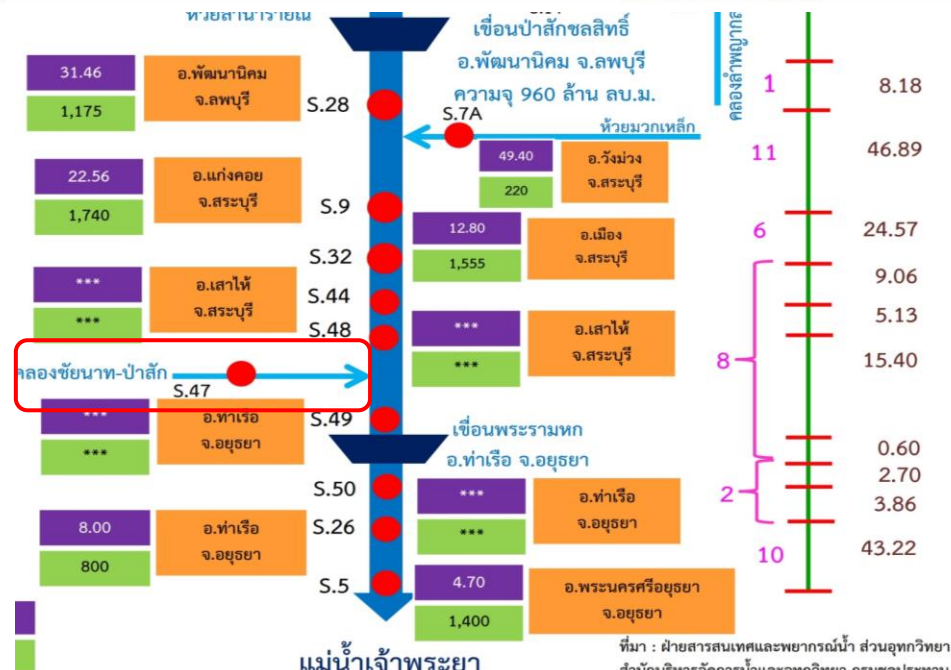 ห้วยลำนารายณ์
เขื่อนป่าสักชลสิทธิ์
อ.พัฒนานิคม จ.ลพบุรี
ความจุ 960 ล้าน ลบ.ม.
31.46
1,175
อ.พัฒนานิคม
จ.ลพบุรี
S.28
S.7A
ห้วยมวกเหล็ก
49.40
220
อ.วังม่วง
จ.สระบุรี
22.56
1,740
อ.แก่งคอย
จ.สระบุรี
S.9
12.80
1,555
อ.เมือง
จ.สระบุรี
S.32
***
***
อ.เสาไห้
จ.สระบุรี
S.44
S.48
***
***
อ.เสาไห้
จ.สระบุรี
คลองชัยนาท-ป่าสัก
S.47
***
***
อ.ท่าเรือ
จ.อยุธยา
S.49
เขื่อนพระรามหก
อ.ท่าเรือ จ.อยุธยา
S.50
***
***
อ.ท่าเรือ
จ.อยุธยา
8.00
800
อ.ท่าเรือ
จ.อยุธยา
S.26
S.5
4.70
1,400
อ.พระนครศรีอยุธยา
จ.อยุธยา
แม่น้ำเจ้าพระยา
1
8.18
11
46.89
6
24.57
9.06
5.13
8
15.40
0.60
2.70
2
3.86
10
43.22
ที่มา : ฝ่ายสารสนเทศและพยากรณ์น้ำ ส่วนอุทกวิทยา